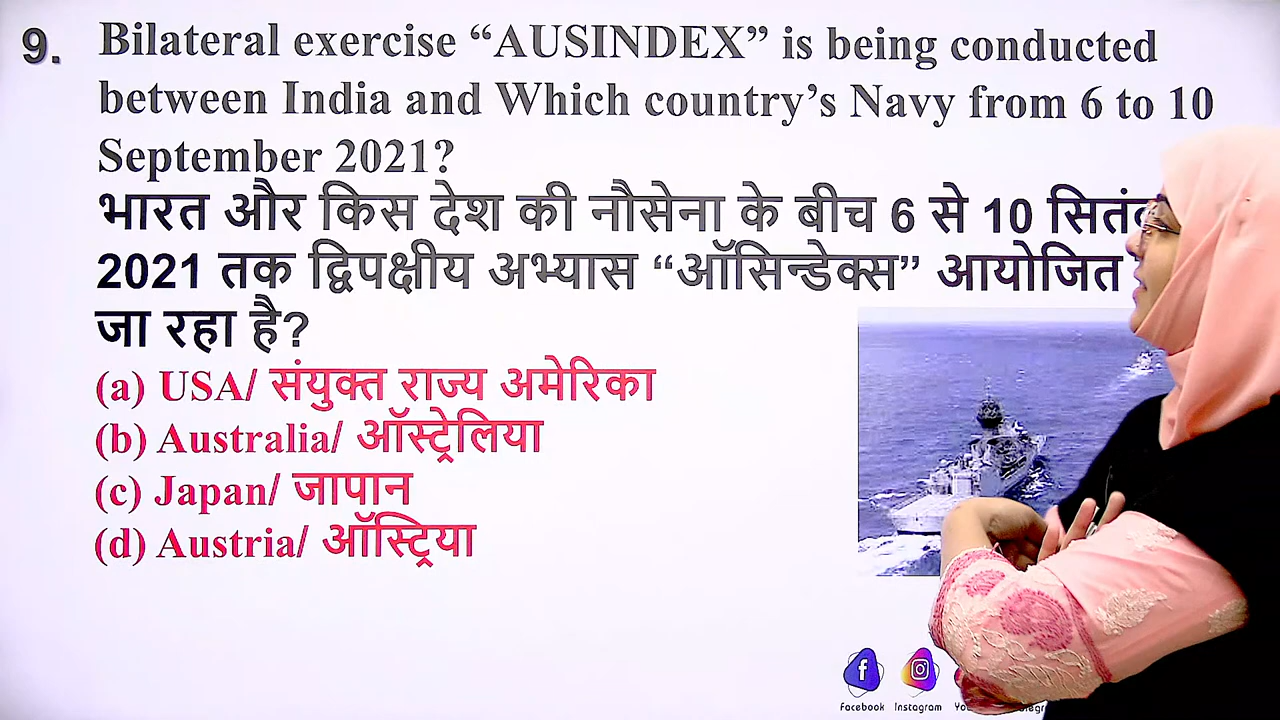 9. Bilateral exercise “AUSINDEX” is being conducted
between India and Which country’s Navy from 6 to 10
September 2021?
भारत और किस देश की नौसेना के बीच 6 से 10
2021 तक द्विपक्षीय अभ्यास “ऑसिन्डेक्स” आयोजित
जा रहा है?
(a) USA/ संयुक्त राज्य अमेरिका
(b) Australia/ ऑस्ट्रेलिया
(c) Japan/ जापान
(d) Austria/ ऑस्ट्रिया
Facebook Instagram